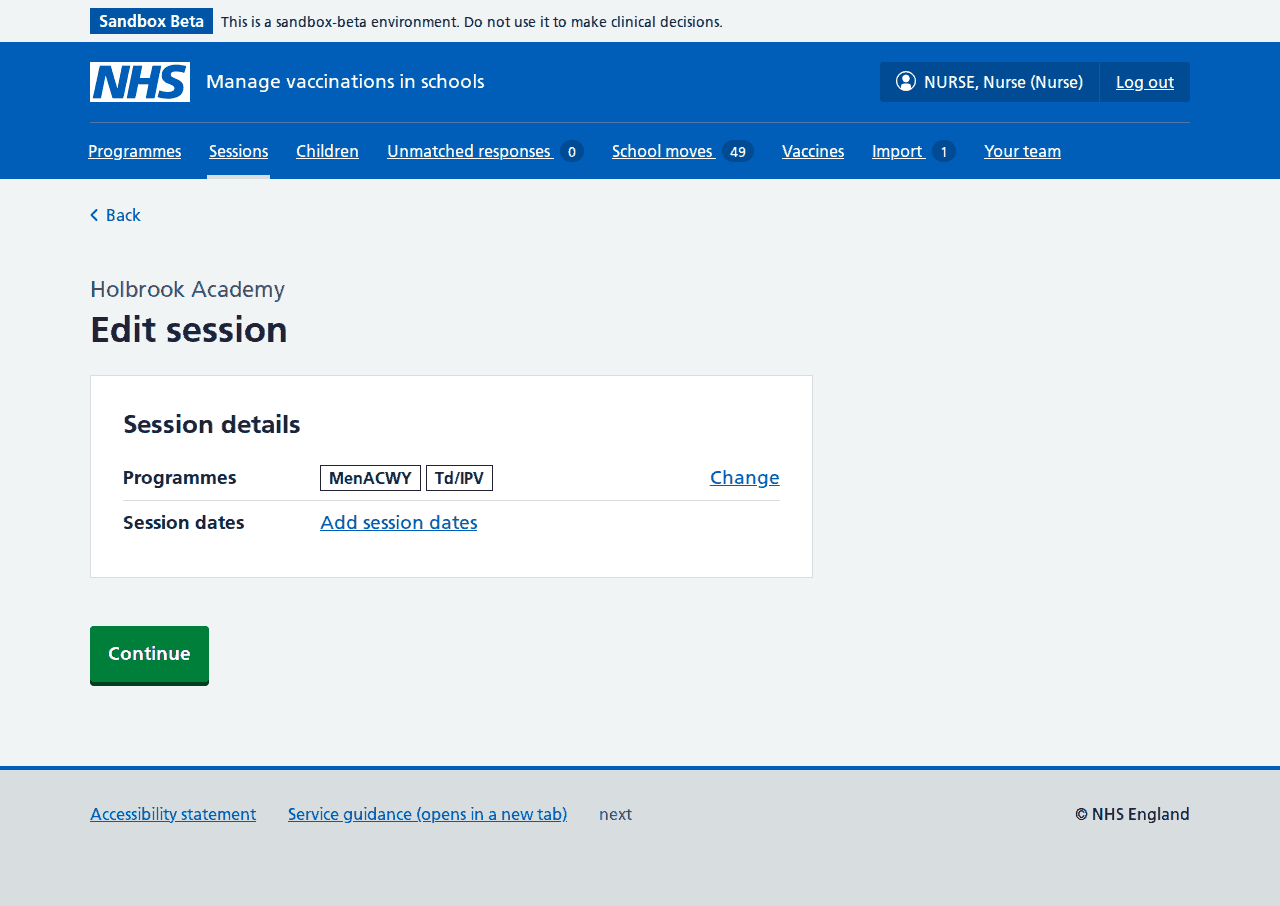 Sandbox Beta This is a sandbox-beta environment. Do not use it to make clinical decisions.
NHS Manage vaccinations in schools NURSE, Nurse (Nurse) Log out
Programmes Sessions Children Unmatched responses 0 School moves 49 Vaccines Import 1 Your team
Back
Holbrook Academy
Edit session
Session details
Programmes MenACWY Td/IPV Change
Session dates Add session dates
Continue
Accessibility statement Service guidance (opens in a new tab) next © NHS England